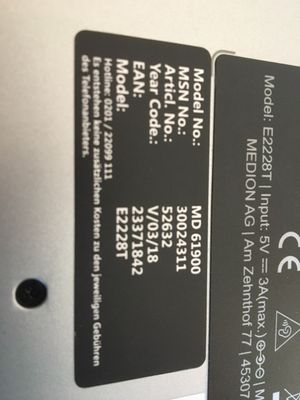 Model No.: MD 61900
MSN No.: 30024311
Articl. No.: 52632
Year Code.: V/03/18
EAN: 23371842
Model: E2228T
Hotline: 0201 / 22099 111
Es entstehen deine zusätzlichen Kosten zu den jeweiligen Gebühren
des Telefonanbieters.
Model: E2228T | Input: 5V ⎓ 3A(max.)
MEDION AG | Am Zehnthof 77 | 45307